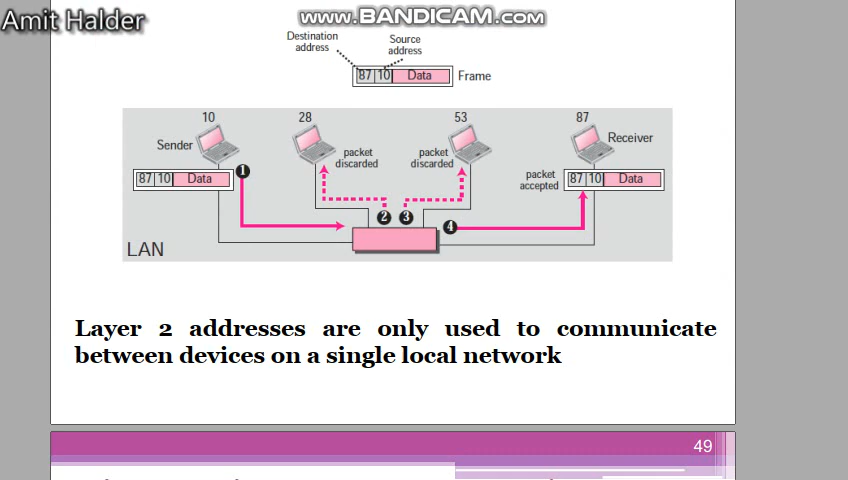 Amit Halder
www.BANDICAM.com
Destination address
Source address
87 10 Data Frame
10 28 53 87
Sender
Receiver
packet discarded
packet discarded
packet accepted
87 10 Data
87 10 Data
1
2
3
4
LAN
Layer 2 addresses are only used to communicate
between devices on a single local network
49